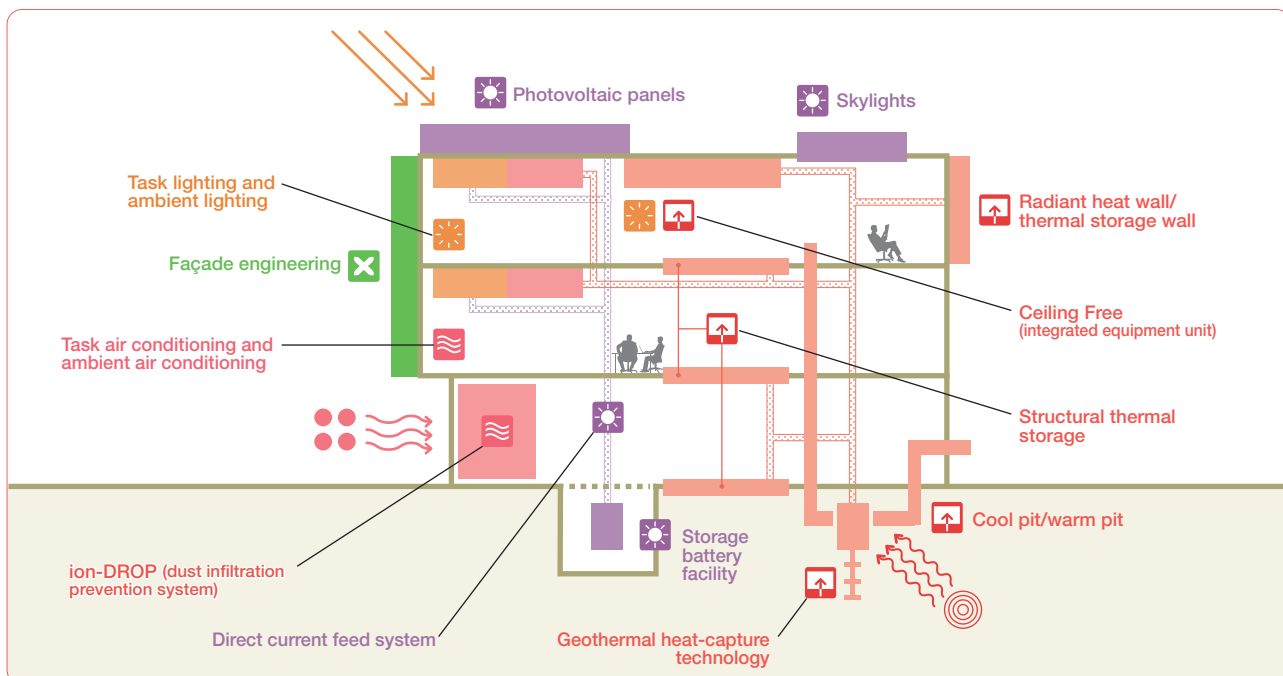 Photovoltaic panels
Skylights
Task lighting and
ambient lighting
Radiant heat wall/
thermal storage wall
Façade engineering
Ceiling Free
(integrated equipment unit)
Task air conditioning and
ambient air conditioning
Structural thermal
storage
Cool pit/warm pit
Storage
battery
facility
ion-DROP (dust infiltration
prevention system)
Direct current feed system
Geothermal heat-capture
technology